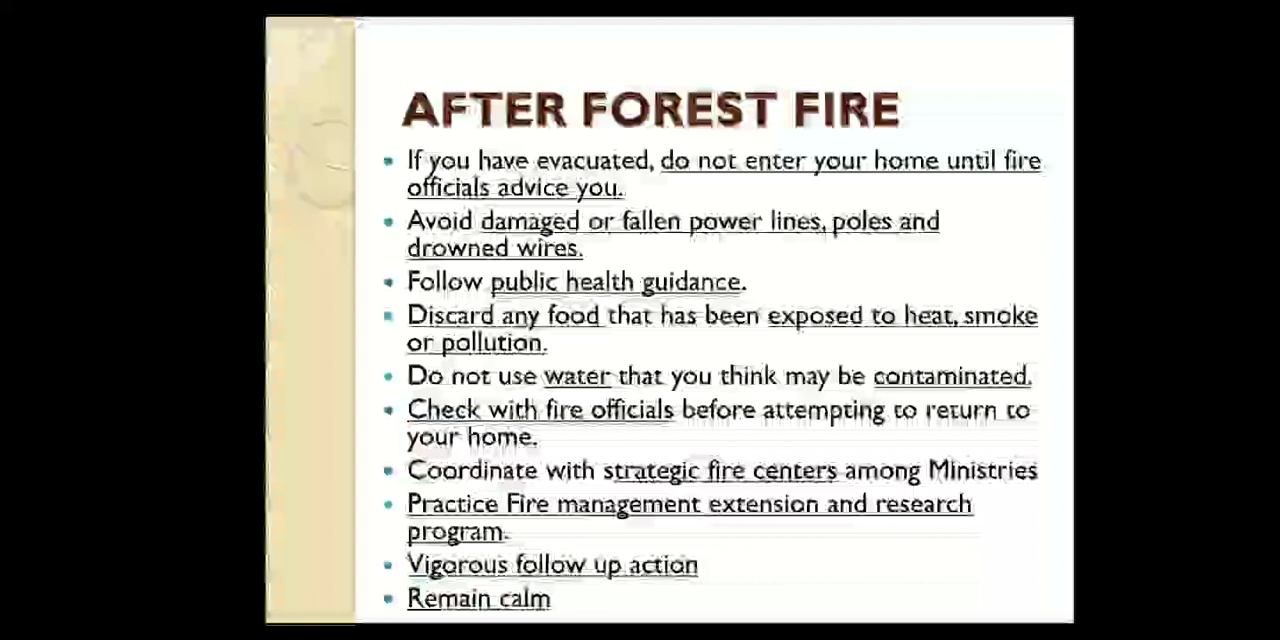 AFTER FOREST FIRE
• If you have evacuated, do not enter your home until fire
officials advice you.
• Avoid damaged or fallen power lines, poles and
drowned wires.
• Follow public health guidance.
• Discard any food that has been exposed to heat, smoke
or pollution.
• Do not use water that you think may be contaminated.
• Check with fire officials before attempting to return to
your home.
• Coordinate with strategic fire centers among Ministries
• Practice Fire management extension and research
program.
• Vigorous follow up action
• Remain calm